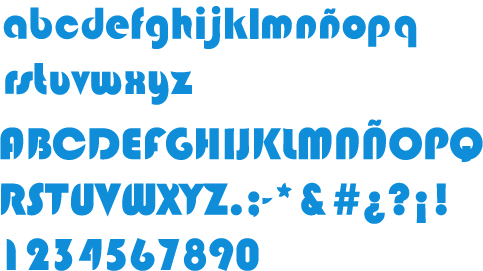 abcdefghijklmnñopq
rstuvwxyz
ABCDEFGHIJKLMNÑOPQ
RSTUVWXYZ.;-*&#¿?¡!
1234567890